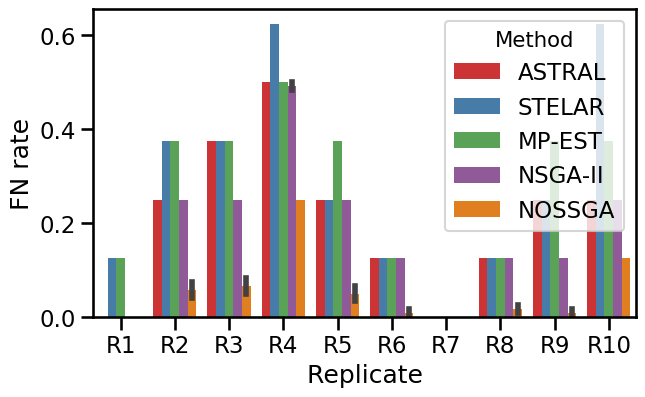 FN rate
0.6
0.4
0.2
0.0
Method
ASTRAL
STELAR
MP-EST
NSGA-II
NOSSGA
R1 R2 R3 R4 R5 R6 R7 R8 R9 R10
Replicate